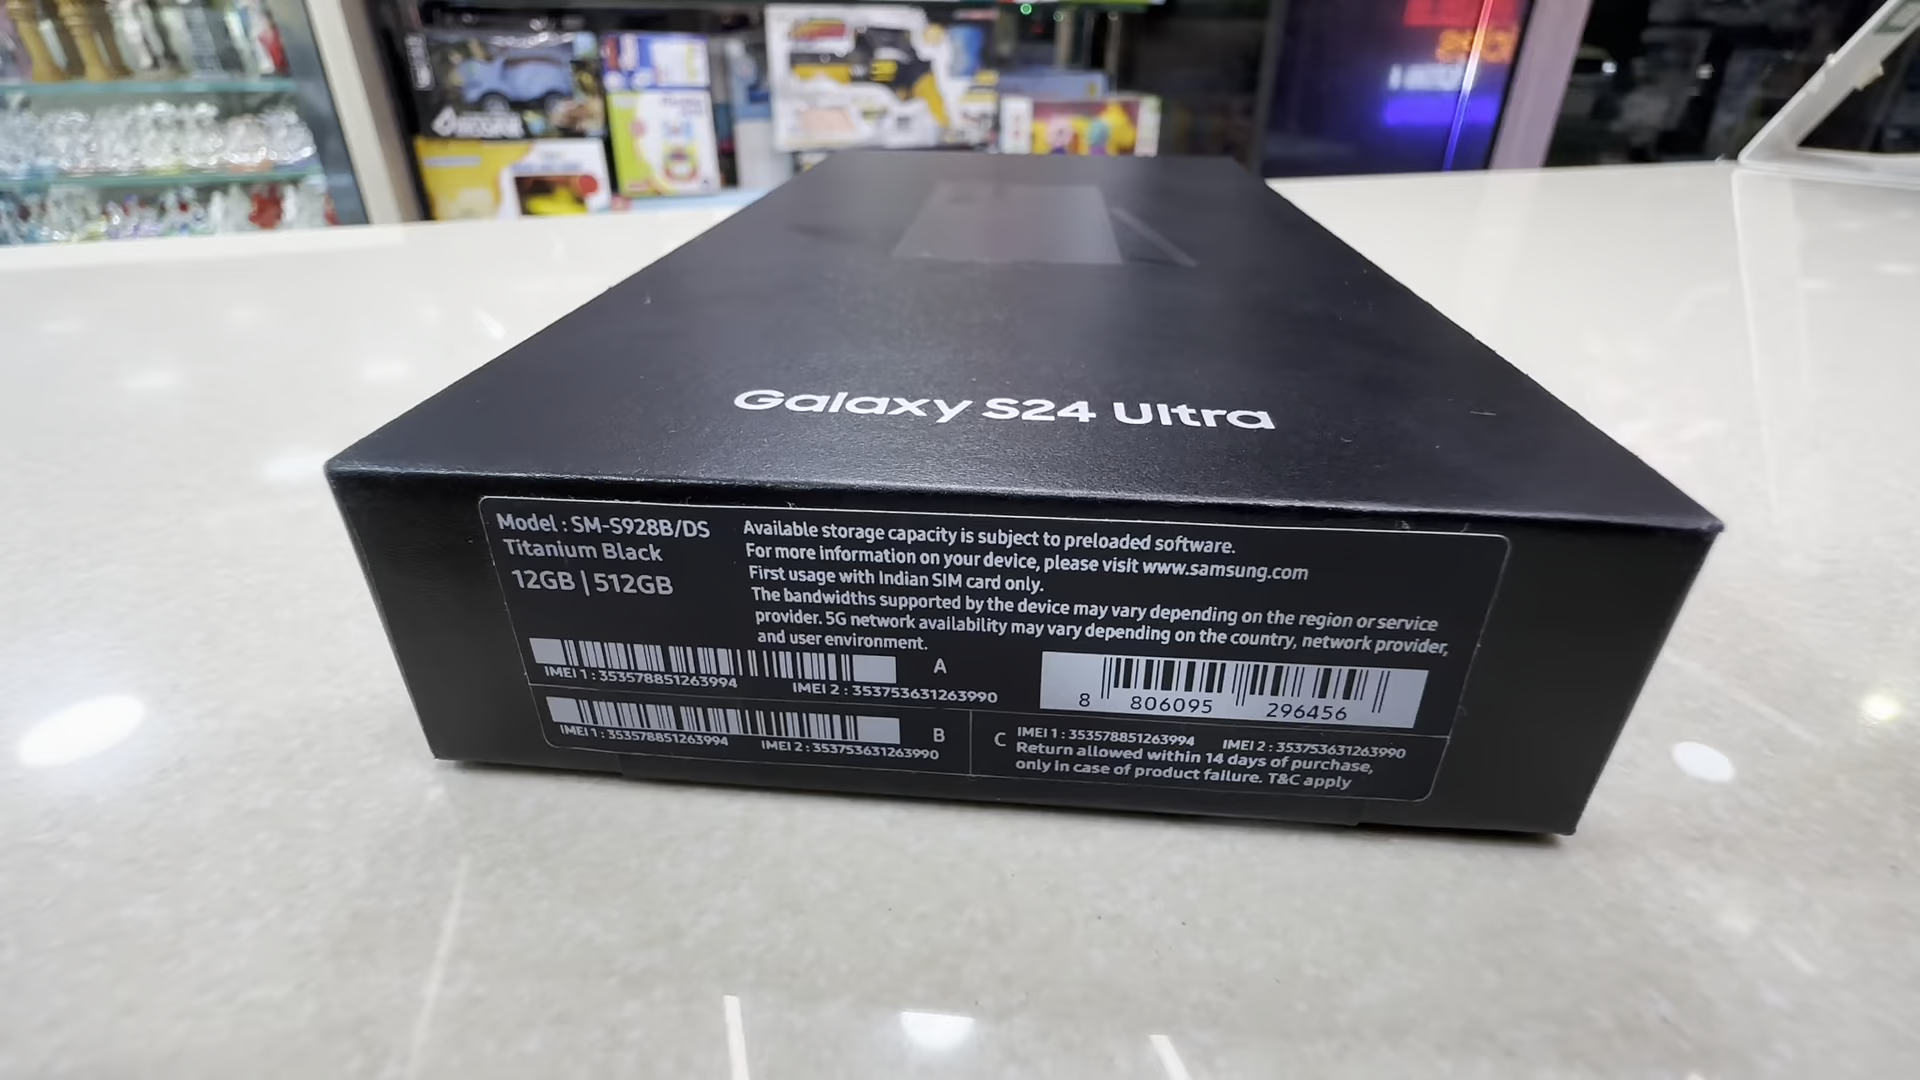 Galaxy S24 Ultra
Model : SM-S928B/DS
Titanium Black
12GB | 512GB
Available storage capacity is subject to preloaded software.
For more information on your device, please visit www.samsung.com
First usage with Indian SIM card only.
The bandwidths supported by the device may vary depending on the region or service
provider. 5G network availability may vary depending on the country, network provider,
and user environment.
A
IMEI 1 : 353578851263994 IMEI 2 : 353753631263990
8 806095 296456
B
IMEI 1 : 353578851263994 IMEI 2 : 353753631263990
C IMEI 1 : 353578851263994 IMEI 2 : 353753631263990
Return allowed within 14 days of purchase,
only in case of product failure. T&C apply